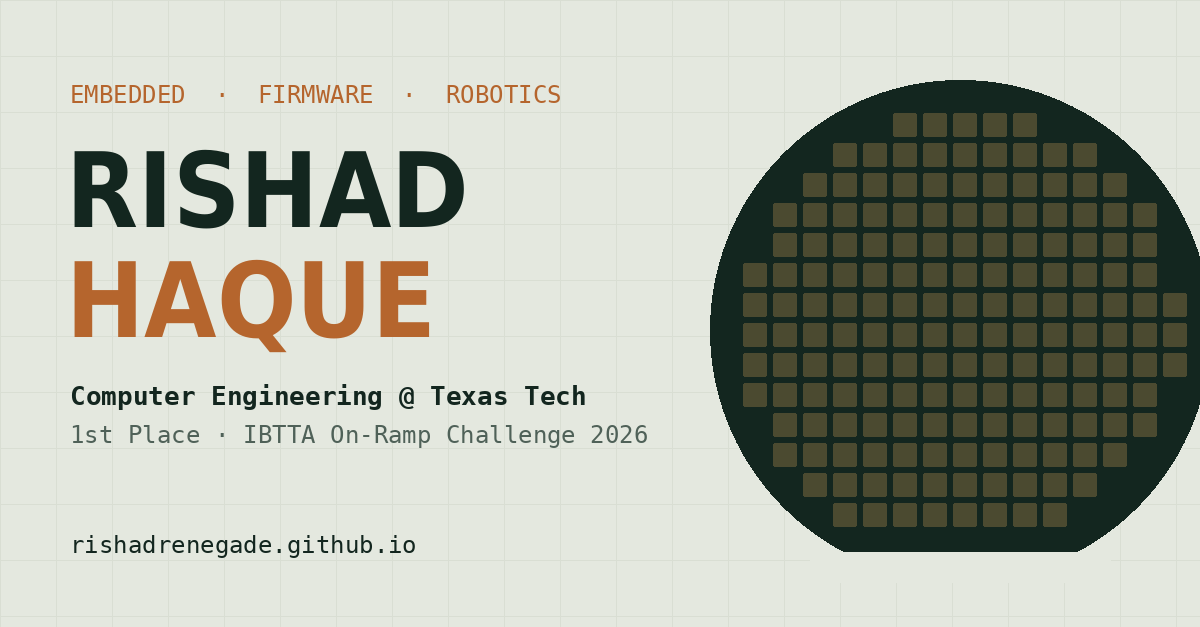 EMBEDDED · FIRMWARE · ROBOTICS
RISHAD
HAQUE
Computer Engineering @ Texas Tech
1st Place · IBTTA On-Ramp Challenge 2026
rishadrenegade.github.io